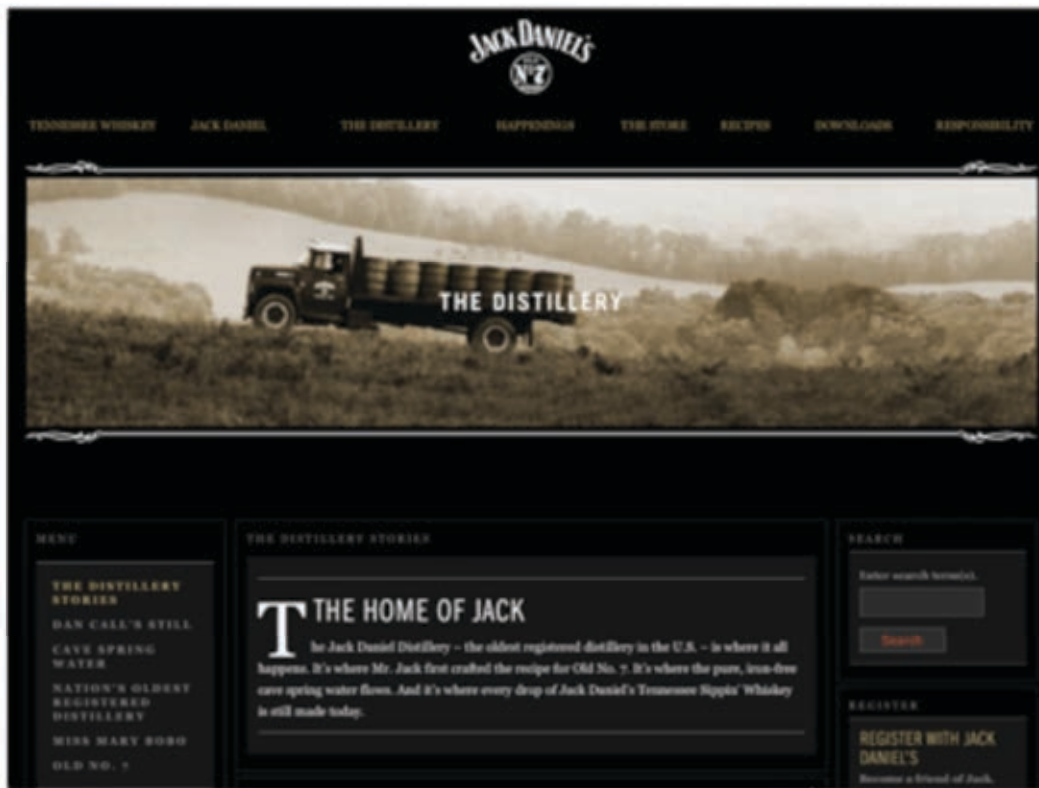 JACK DANIEL'S
OLD
No. 7
TENNESSEE WHISKEY JACK DANIEL THE DISTILLERY HAPPENINGS THE STORE RECIPES DOWNLOADS RESPONSIBILITY
THE DISTILLERY
MENU
THE DISTILLERY
STORIES
DAN CALL'S STILL
CAVE SPRING
WATER
NATION'S OLDEST
REGISTERED
DISTILLERY
MISS MARY BOBO
OLD NO. 7
THE DISTILLERY STORIES
THE HOME OF JACK
The Jack Daniel Distillery – the oldest registered distillery in the U.S. – is where it all
happens. It's where Mr. Jack first crafted the recipe for Old No. 7. It's where the pure, iron-free
cave spring water flows. And it's where every drop of Jack Daniel's Tennessee Sippin' Whiskey
is still made today.
SEARCH
Enter search term(s).
Search
REGISTER
REGISTER WITH JACK
DANIEL'S
Become a friend of Jack.